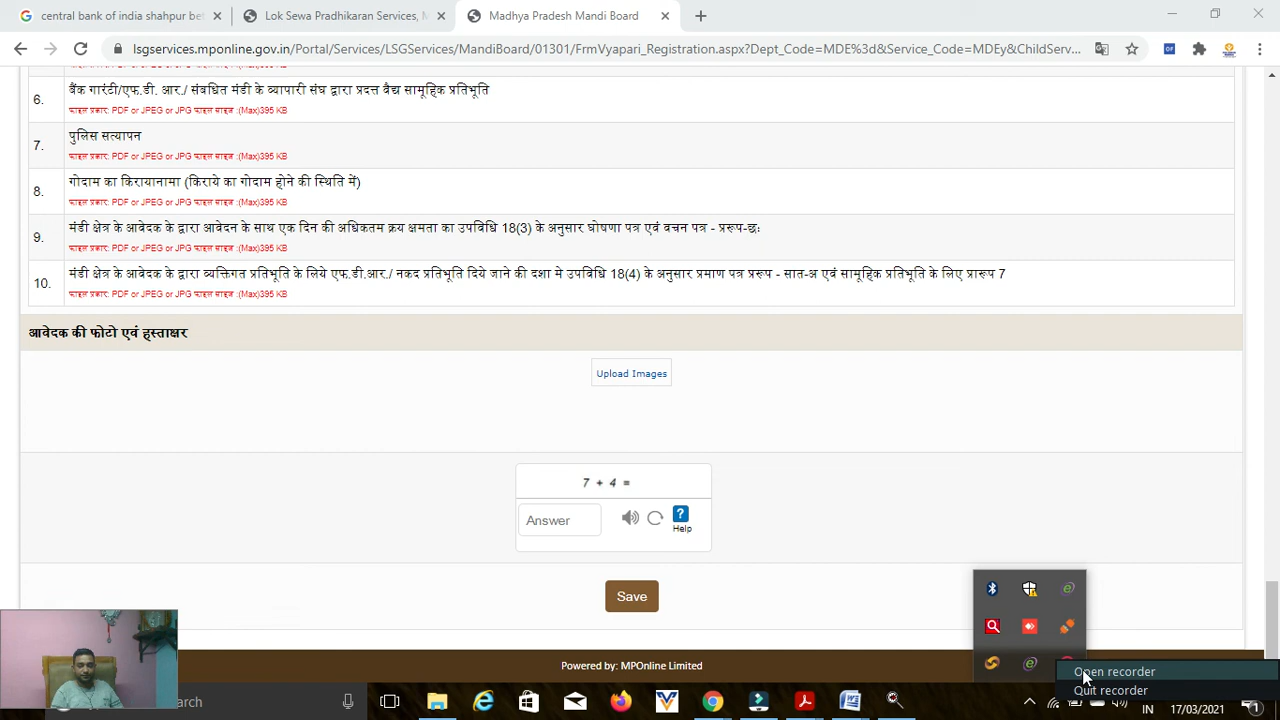 central bank of india shahpur bet
Lok Sewa Pradhikaran Services, M
Madhya Pradesh Mandi Board
lsgservices.mponline.gov.in/Portal/Services/LSGServices/MandiBoard/01301/FrmVyapari_Registration.aspx?Dept_Code=MDE%3d&Service_Code=MDEy&ChildServ...
6. बैंक गारंटी/एफ.डी. आर./ संबधित मंडी के व्यापारी संघ द्वारा प्रदत्त बैद्य सामूहिक प्रतिभूति
फाइल प्रकार: PDF or JPEG or JPG फाइल साइज :(Max)395 KB
7. पुलिस सत्यापन
फाइल प्रकार: PDF or JPEG or JPG फाइल साइज :(Max)395 KB
8. गोदाम का किरायानामा (किराये का गोदाम होने की स्थिति में)
फाइल प्रकार: PDF or JPEG or JPG फाइल साइज :(Max)395 KB
9. मंडी क्षेत्र के आवेदक के द्वारा आवेदन के साथ एक दिन की अधिकतम क्रय क्षमता का उपविधि 18(3) के अनुसार घोषणा पत्र एवं वचन पत्र - प्ररूप-छः
फाइल प्रकार: PDF or JPEG or JPG फाइल साइज :(Max)395 KB
10. मंडी क्षेत्र के आवेदक के द्वारा व्यक्तिगत प्रतिभूति के लिये एफ.डी.आर./ नकद प्रतिभूति दिये जाने की दशा मे उपविधि 18(4) के अनुसार प्रमाण पत्र प्ररूप - सात-अ एवं सामूहिक प्रतिभूति के लिए प्रारूप 7
फाइल प्रकार: PDF or JPEG or JPG फाइल साइज :(Max)395 KB
आवेदक की फोटो एवं हस्ताक्षर
Upload Images
7 + 4 =
Answer
? Help
Save
Open recorder
Quit recorder
Powered by: MPOnline Limited
search
IN 17/03/2021